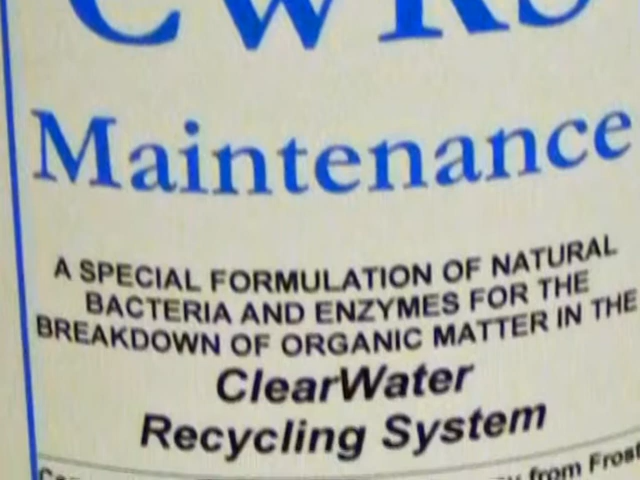 CWRS
Maintenance
A SPECIAL FORMULATION OF NATURAL
BACTERIA AND ENZYMES FOR THE
BREAKDOWN OF ORGANIC MATTER IN THE
ClearWater
Recycling System
from Frost